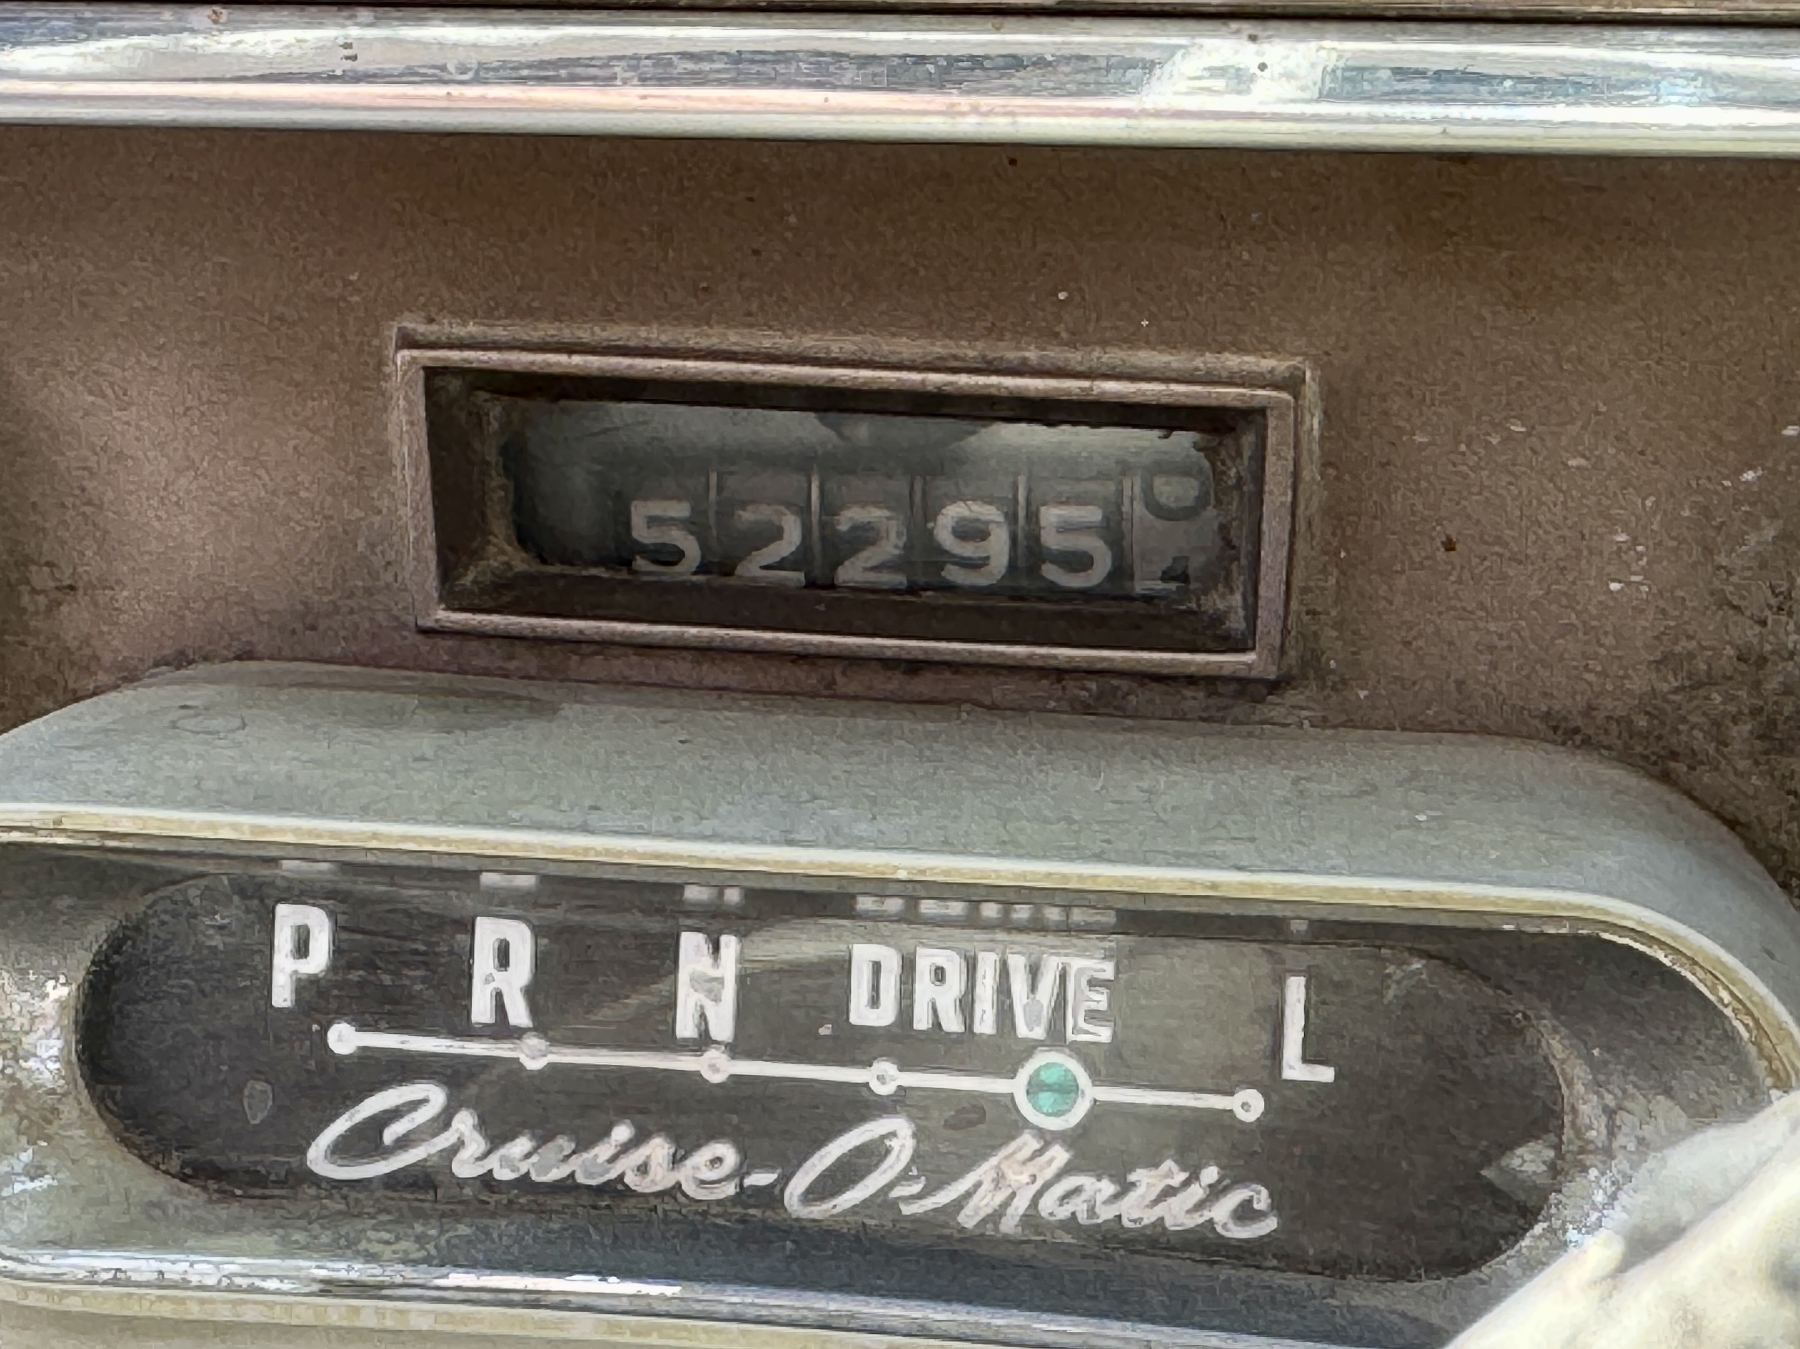 52295
P R N DRIVE L
Cruise-O-Matic